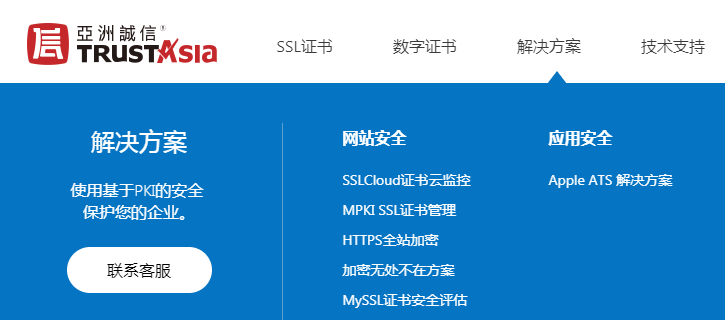 亞洲誠信®
TRUSTAsia
SSL证书 数字证书 解决方案 技术支持
解决方案
使用基于PKI的安全
保护您的企业。
联系客服
网站安全
SSLCloud证书云监控
MPKI SSL证书管理
HTTPS全站加密
加密无处不在方案
MySSL证书安全评估
应用安全
Apple ATS 解决方案